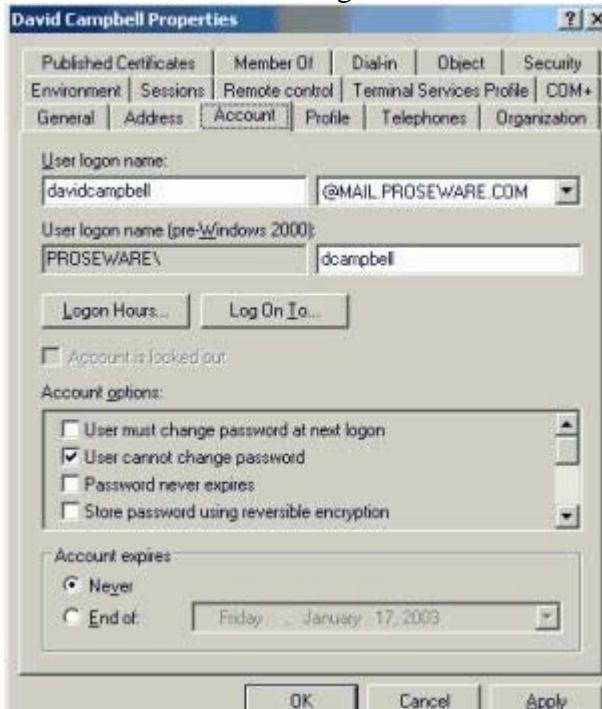 David Campbell Properties
Published Certificates Member Of Dial-in Object Security
Environment Sessions Remote control Terminal Services Profile COM+
General Address Account Profile Telephones Organization
User logon name:
davidcampbell @MAIL.PROSEWARE.COM
User logon name (pre-Windows 2000):
PROSEWARE\ dcampbell
Logon Hours... Log On To...
Account is locked out
Account options:
User must change password at next logon
User cannot change password
Password never expires
Store password using reversible encryption
Account expires
Never
End of: Friday , January 17, 2003
OK Cancel Apply